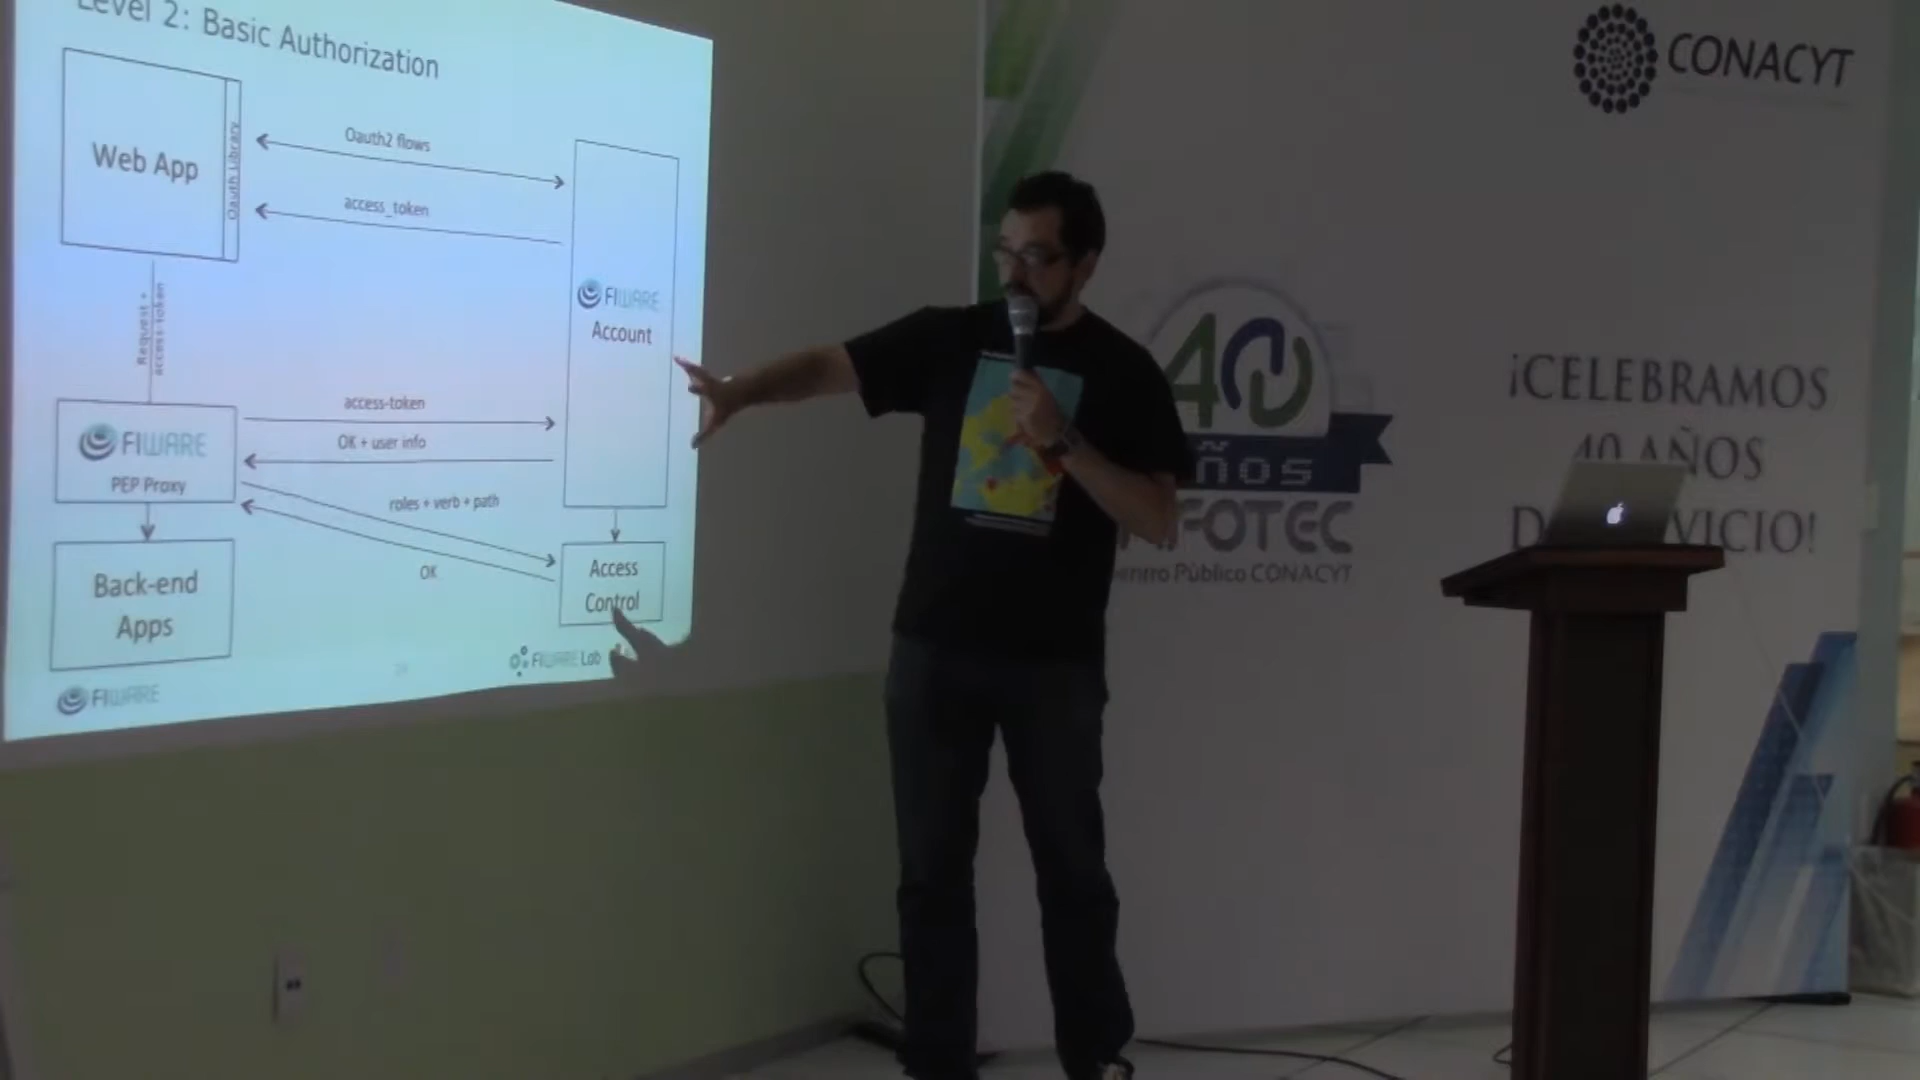 Level 2: Basic Authorization
Web App
Oauth Library
Oauth2 flows
access_token
Request +
access-token
FIWARE
Account
FIWARE
PEP Proxy
access-token
OK + user info
roles + verb + path
OK
Back-end
Apps
Access
Control
FIWARE Lab
FIWARE
CONACYT
40
AÑOS
INFOTEC
Centro Público CONACYT
¡CELEBRAMOS
40 AÑOS
VICIO!